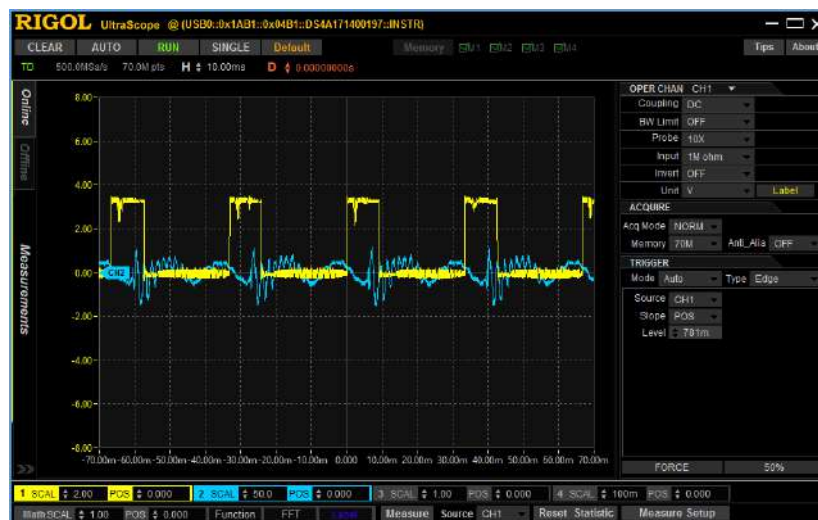 RIGOL UltraScope @ (USB0::0x1AB1::0x04B1::DS4A171400197::INSTR)
CLEAR AUTO RUN SINGLE Default Memory M1 M2 M3 M4 Tips About
TD 500.0MSa/s 70.0M pts H 10.00ms D 0.00000000s
Online
Offline
Measurements
8.00
6.00
4.00
2.00
0.00
-2.00
-4.00
-6.00
-8.00
CH2
-70.00m -60.00m -50.00m -40.00m -30.00m -20.00m -10.00m 0.000 10.00m 20.00m 30.00m 40.00m 50.00m 60.00m 70.00m
OPER CHAN CH1
Coupling DC
BW Limit OFF
Probe 10X
Input 1M ohm
Invert OFF
Unit V Label
ACQUIRE
Acq Mode NORM
Memory 70M Anti_Alia OFF
TRIGGER
Mode Auto Type Edge
Source CH1
Slope POS
Level 781m
FORCE 50%
>>
1 SCAL 2.00 POS 0.000 2 SCAL 50.0 POS 0.000 3 SCAL 1.00 POS 0.000 4 SCAL 100m POS 0.000
Math SCAL 1.00 POS 0.000 Function FFT Label Measure Source CH1 Reset Statistic Measure Setup